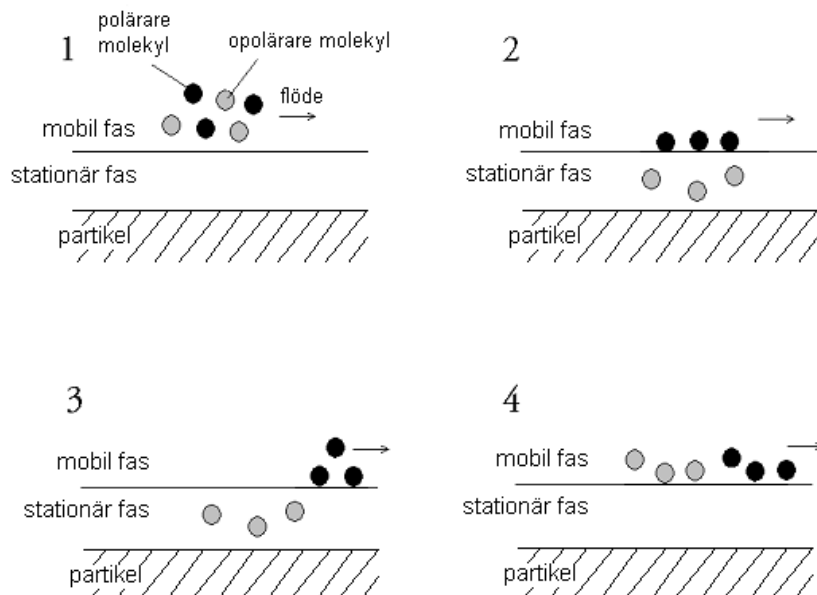 1
polärare
molekyl
opolärare molekyl
flöde
mobil fas
stationär fas
partikel
2
mobil fas
stationär fas
partikel
3
mobil fas
stationär fas
partikel
4
mobil fas
stationär fas
partikel